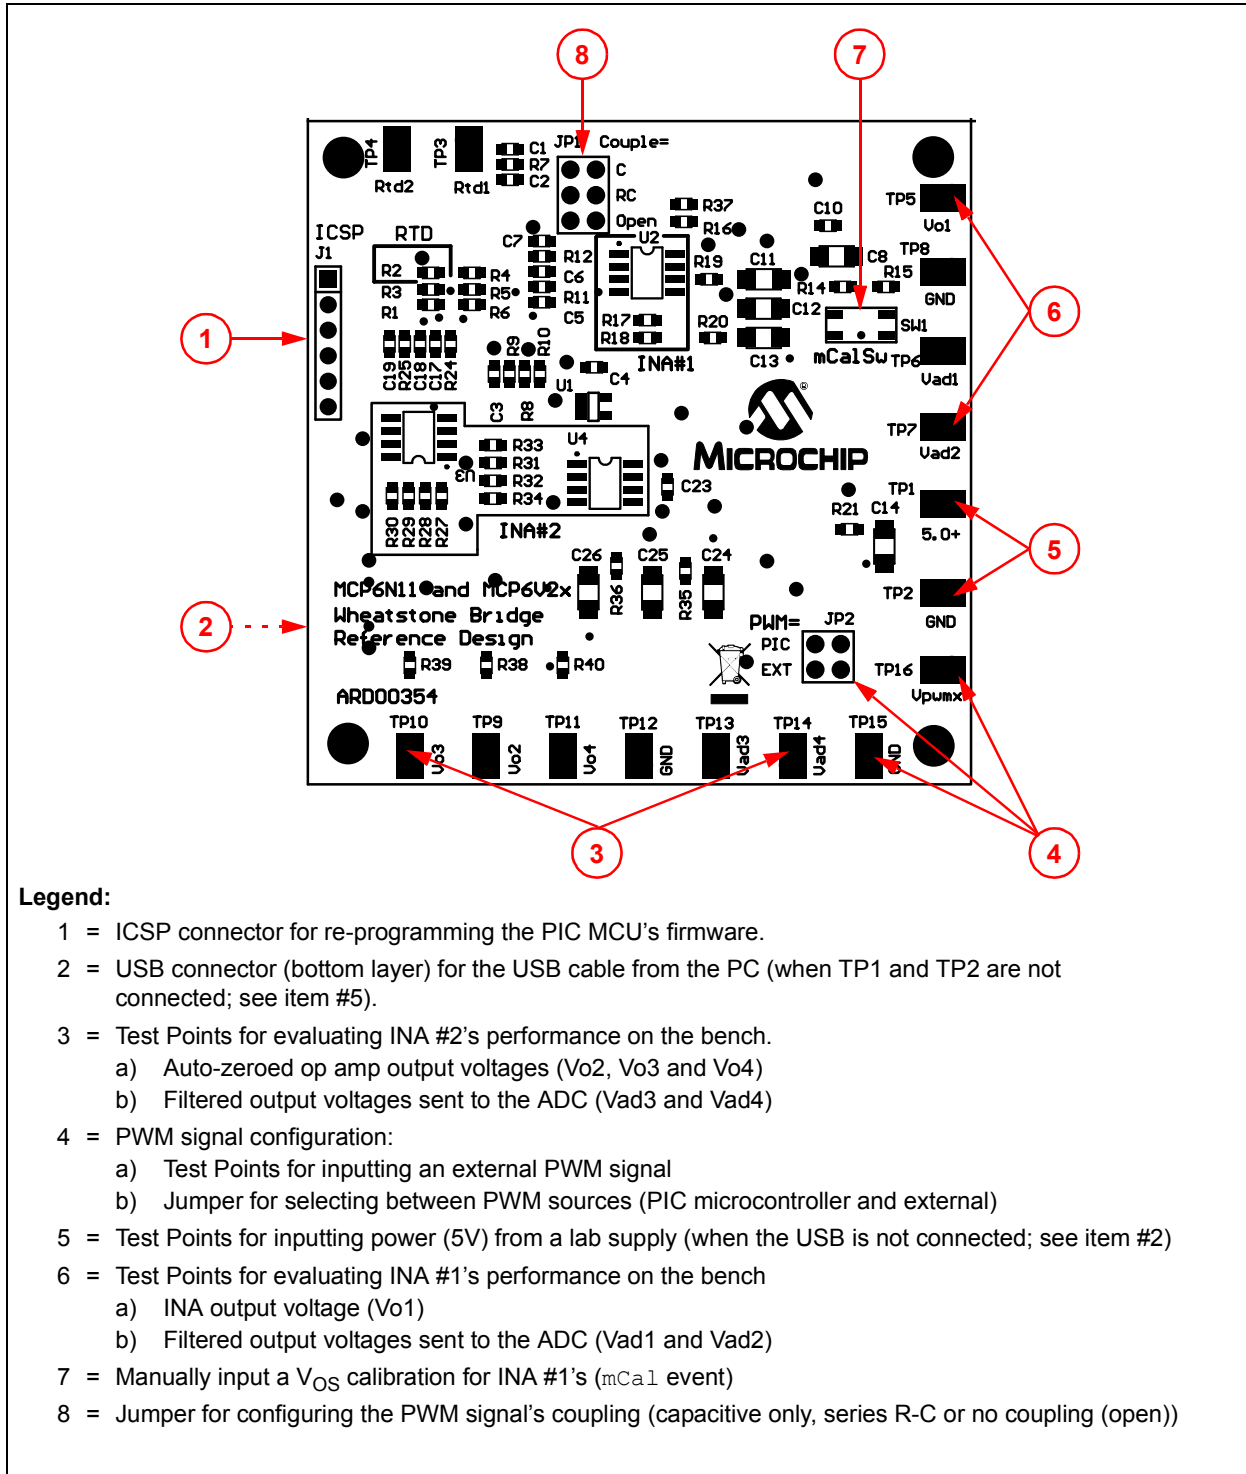 8
7
TP4
TP3
Rtd2
Rtd1
C1
R7
C2
JP1 Couple=
C
RC
Open
R37
R16
C10
TP5
Vo1
ICSP
J1
RTD
R2
R3
R1
R4
R5
R6
C7
R12
C6
R11
C5
U2
R17
R18
INA#1
R19
R20
C11
C12
C13
C8
R14
R15
SW1
mCalSw
TP8
GND
TP6
Vad1
6
1
C19
R25
C18
C17
R24
R9
R10
C3
R8
U1
C4
MICROCHIP
®
TP7
Vad2
U3
R33
R31
R32
R34
U4
C23
INA#2
R30
R29
R28
R27
TP1
5.0+
R21
C14
5
C26
R36
C25
R35
C24
TP2
GND
MCP6N11 and MCP6V2x
Wheatstone Bridge
Reference Design
2
PWM=
JP2
PIC
EXT
TP16
Vpwmx
R39
R38
R40
ARD00354
TP10
TP9
TP11
TP12
TP13
TP14
TP15
Vo3
Vo2
Vo4
GND
Vad3
Vad4
GND
3
4
Legend:
1 = ICSP connector for re-programming the PIC MCU's firmware.
2 = USB connector (bottom layer) for the USB cable from the PC (when TP1 and TP2 are not
connected; see item #5).
3 = Test Points for evaluating INA #2's performance on the bench.
a) Auto-zeroed op amp output voltages (Vo2, Vo3 and Vo4)
b) Filtered output voltages sent to the ADC (Vad3 and Vad4)
4 = PWM signal configuration:
a) Test Points for inputting an external PWM signal
b) Jumper for selecting between PWM sources (PIC microcontroller and external)
5 = Test Points for inputting power (5V) from a lab supply (when the USB is not connected; see item #2)
6 = Test Points for evaluating INA #1's performance on the bench
a) INA output voltage (Vo1)
b) Filtered output voltages sent to the ADC (Vad1 and Vad2)
7 = Manually input a VOS calibration for INA #1's (mCal event)
8 = Jumper for configuring the PWM signal's coupling (capacitive only, series R-C or no coupling (open))